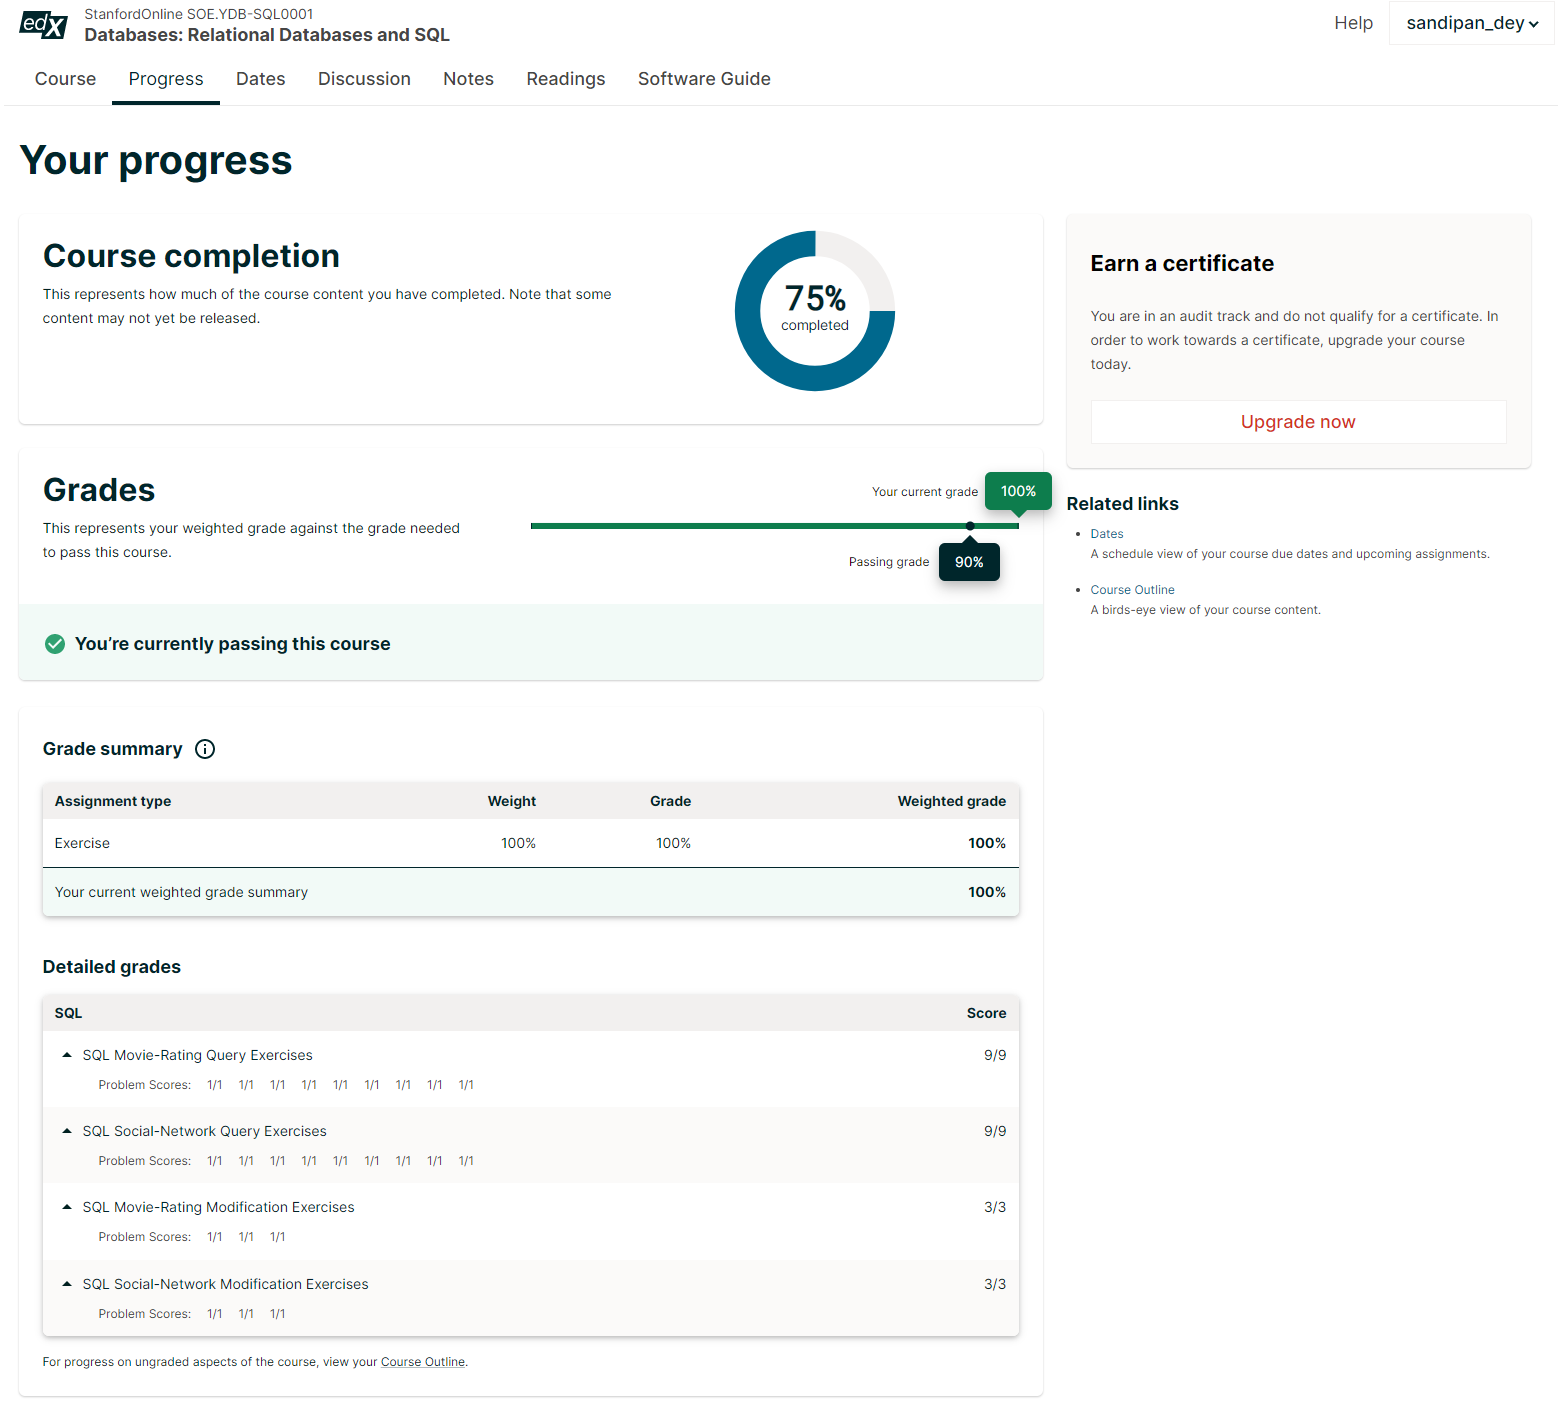 edX
StanfordOnline SOE.YDB-SQL0001
Databases: Relational Databases and SQL
Help
sandipan_dey
Course
Progress
Dates
Discussion
Notes
Readings
Software Guide
Your progress
Course completion
This represents how much of the course content you have completed. Note that some
content may not yet be released.
75%
completed
Earn a certificate
You are in an audit track and do not qualify for a certificate. In
order to work towards a certificate, upgrade your course
today.
Upgrade now
Grades
This represents your weighted grade against the grade needed
to pass this course.
Your current grade
100%
Passing grade
90%
You’re currently passing this course
Related links
Dates
A schedule view of your course due dates and upcoming assignments.
Course Outline
A birds-eye view of your course content.
Grade summary
Assignment type Weight Grade Weighted grade
Exercise 100% 100% 100%
Your current weighted grade summary 100%
Detailed grades
SQL Score
SQL Movie-Rating Query Exercises 9/9
Problem Scores: 1/1 1/1 1/1 1/1 1/1 1/1 1/1 1/1 1/1
SQL Social-Network Query Exercises 9/9
Problem Scores: 1/1 1/1 1/1 1/1 1/1 1/1 1/1 1/1 1/1
SQL Movie-Rating Modification Exercises 3/3
Problem Scores: 1/1 1/1 1/1
SQL Social-Network Modification Exercises 3/3
Problem Scores: 1/1 1/1 1/1
For progress on ungraded aspects of the course, view your Course Outline.